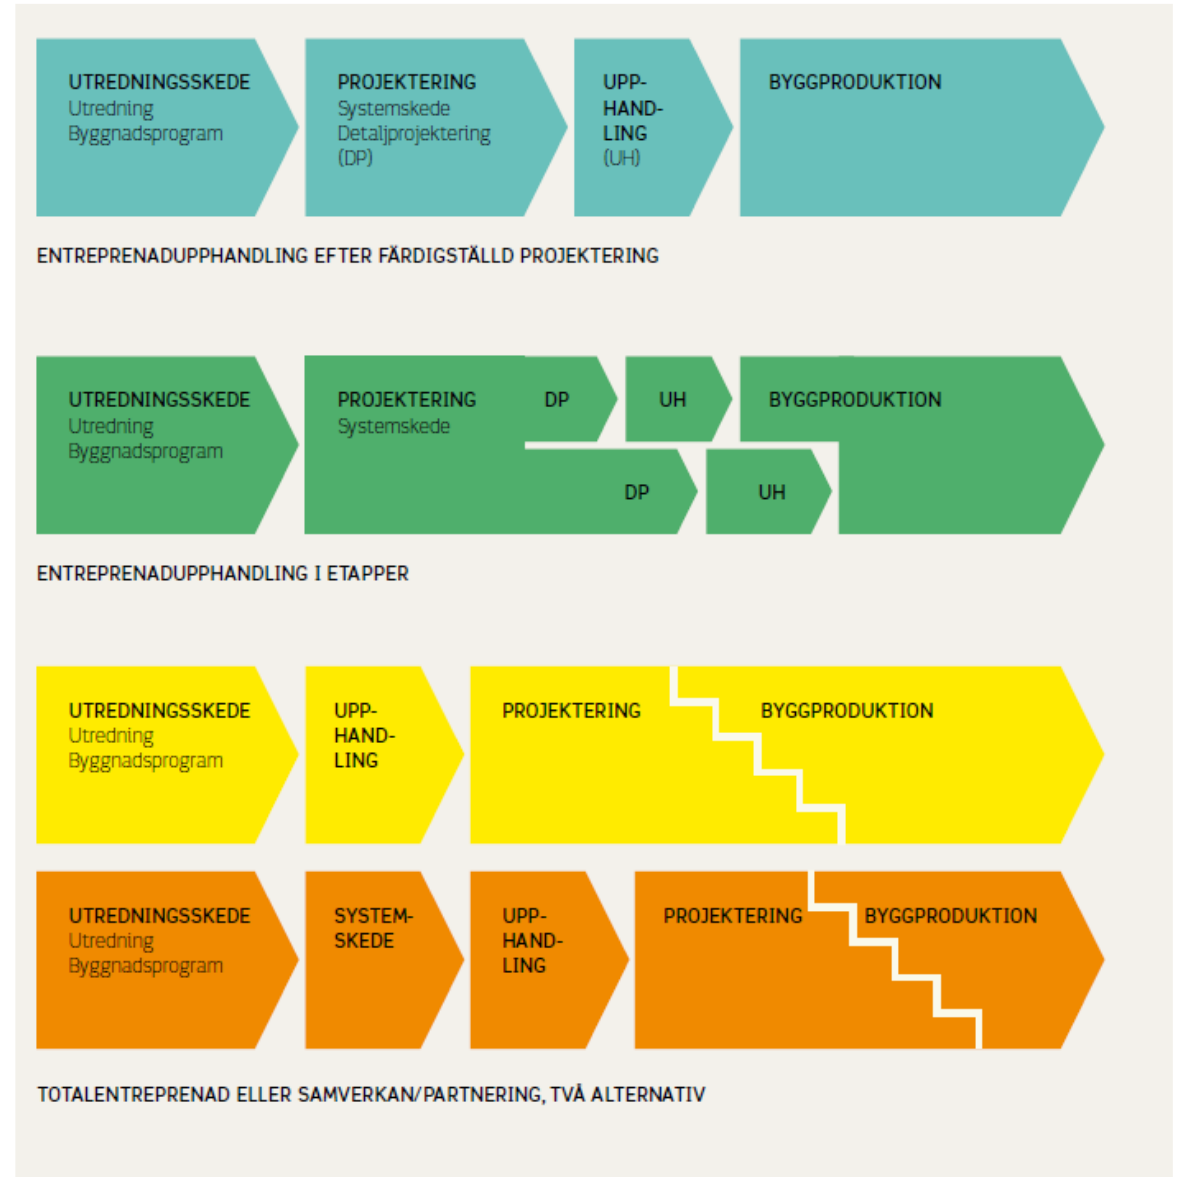 UTREDNINGSSKEDE
Utredning
Byggnadsprogram
PROJEKTERING
Systemskede
Detaljprojektering
(DP)
UPP-
HAND-
LING
(UH)
BYGGPRODUKTION
ENTREPRENADUPPHANDLING EFTER FÄRDIGSTÄLLD PROJEKTERING
UTREDNINGSSKEDE
Utredning
Byggnadsprogram
PROJEKTERING
Systemskede
DP
UH
DP
UH
BYGGPRODUKTION
ENTREPRENADUPPHANDLING I ETAPPER
UTREDNINGSSKEDE
Utredning
Byggnadsprogram
UPP-
HAND-
LING
PROJEKTERING
BYGGPRODUKTION
UTREDNINGSSKEDE
Utredning
Byggnadsprogram
SYSTEM-
SKEDE
UPP-
HAND-
LING
PROJEKTERING
BYGGPRODUKTION
TOTALENTREPRENAD ELLER SAMVERKAN/PARTNERING, TVÅ ALTERNATIV